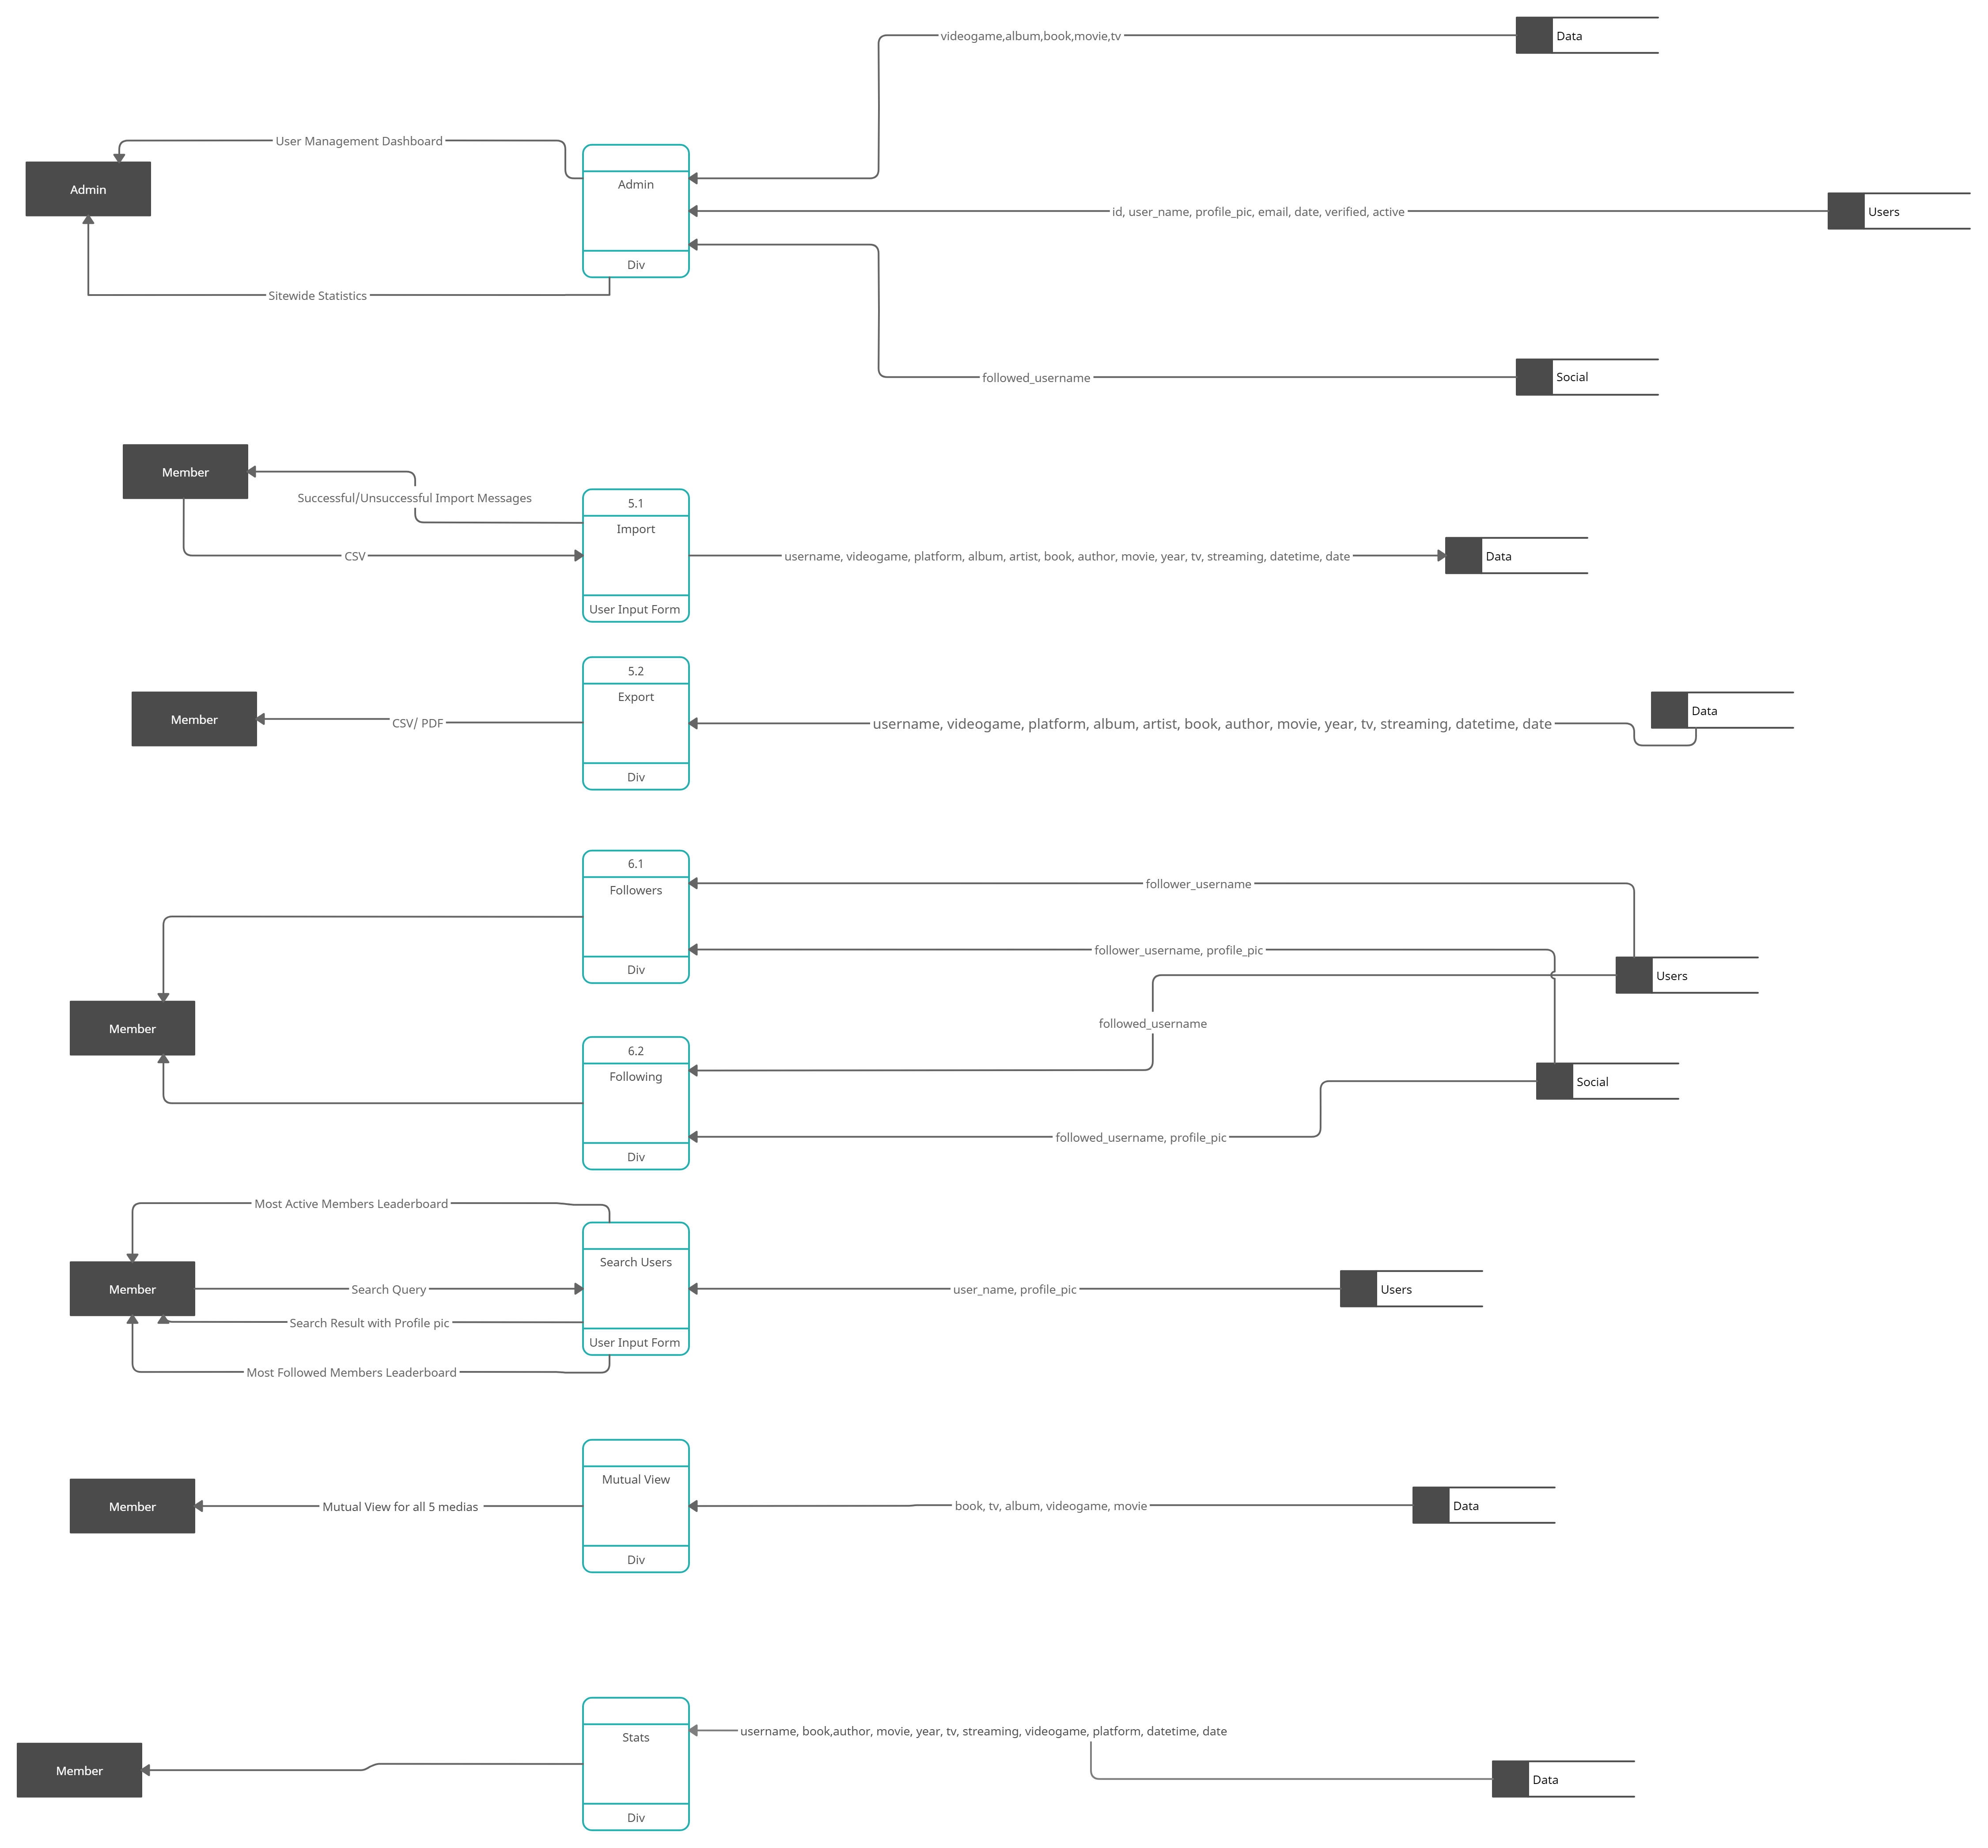 videogame,album,book,movie,tv
Data
User Management Dashboard
Admin
Admin
id, user_name, profile_pic, email, date, verified, active
Users
Div
Sitewide Statistics
followed_username
Social
Member
Successful/Unsuccessful Import Messages
5.1
Import
CSV
username, videogame, platform, album, artist, book, author, movie, year, tv, streaming, datetime, date
Data
User Input Form
5.2
Export
Member
CSV/ PDF
username, videogame, platform, album, artist, book, author, movie, year, tv, streaming, datetime, date
Data
Div
6.1
Followers
follower_username
follower_username, profile_pic
Div
Users
Member
followed_username
6.2
Following
Social
followed_username, profile_pic
Div
Most Active Members Leaderboard
Search Users
Member
Search Query
user_name, profile_pic
Users
Search Result with Profile pic
User Input Form
Most Followed Members Leaderboard
Mutual View
Member
Mutual View for all 5 medias
book, tv, album, videogame, movie
Data
Div
Stats
username, book,author, movie, year, tv, streaming, videogame, platform, datetime, date
Member
Data
Div